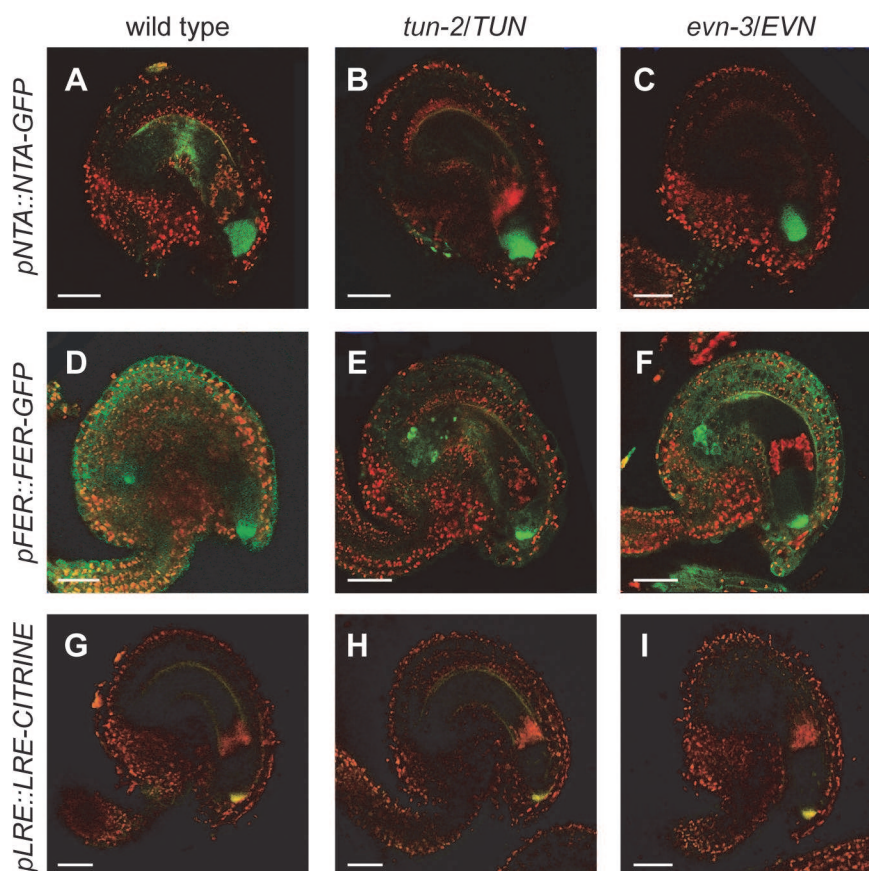 wild type
tun-2/TUN
evn-3/EVN
pNTA::NTA-GFP
A
B
C
pFER::FER-GFP
D
E
F
pLRE::LRE-CITRINE
G
H
I